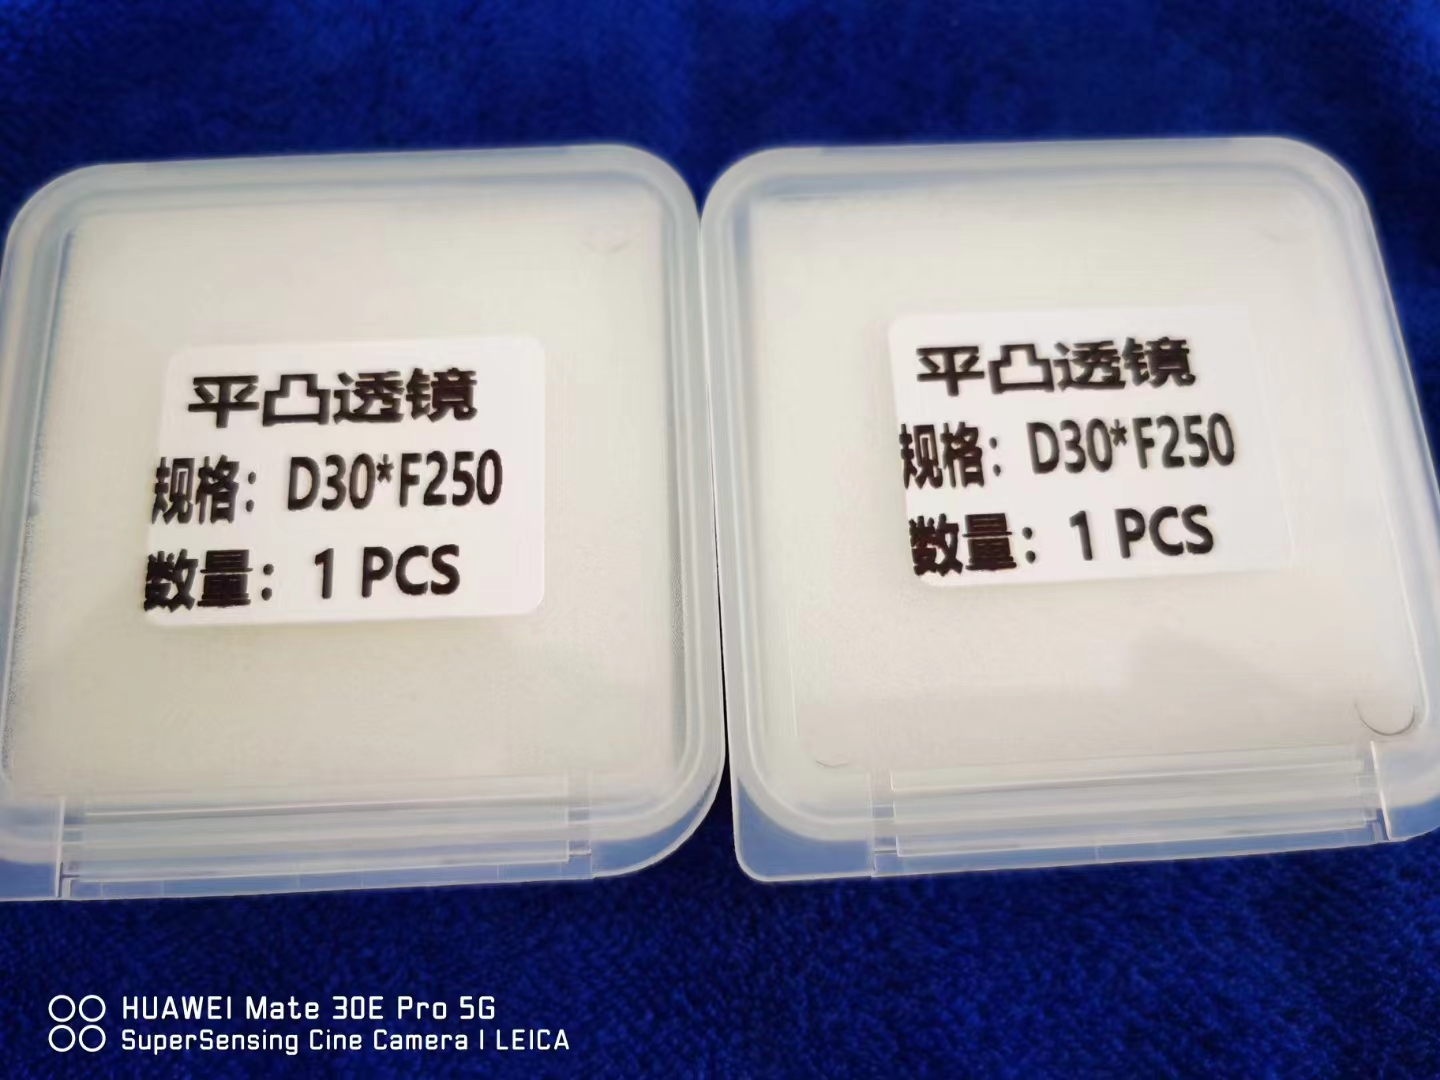 平凸透镜
规格：D30*F250
数量：1 PCS
平凸透镜
规格：D30*F250
数量：1 PCS
HUAWEI Mate 30E Pro 5G
SuperSensing Cine Camera | LEICA